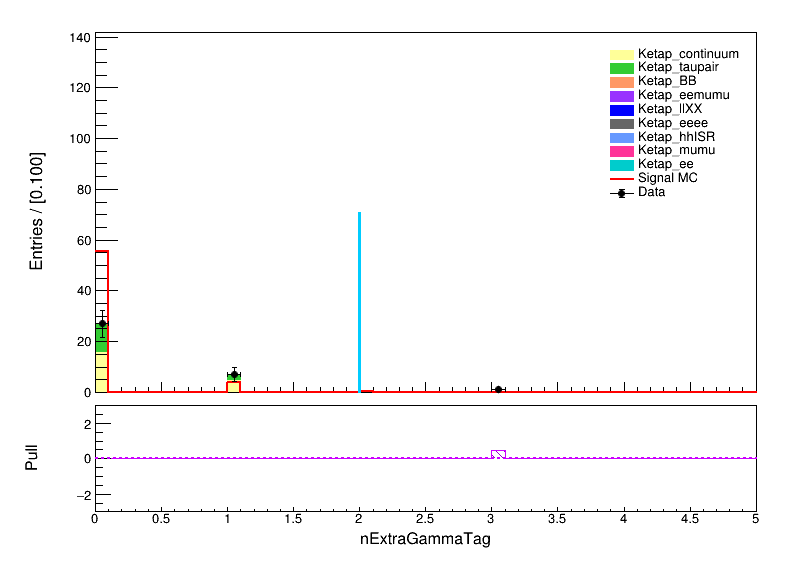 Entries / [0.100]
140
120
100
80
60
40
20
0
Ketap_continuum
Ketap_taupair
Ketap_BB
Ketap_eemumu
Ketap_llXX
Ketap_eeee
Ketap_hhISR
Ketap_mumu
Ketap_ee
Signal MC
Data
Pull
2
0
−2
0 0.5 1 1.5 2 2.5 3 3.5 4 4.5 5
nExtraGammaTag